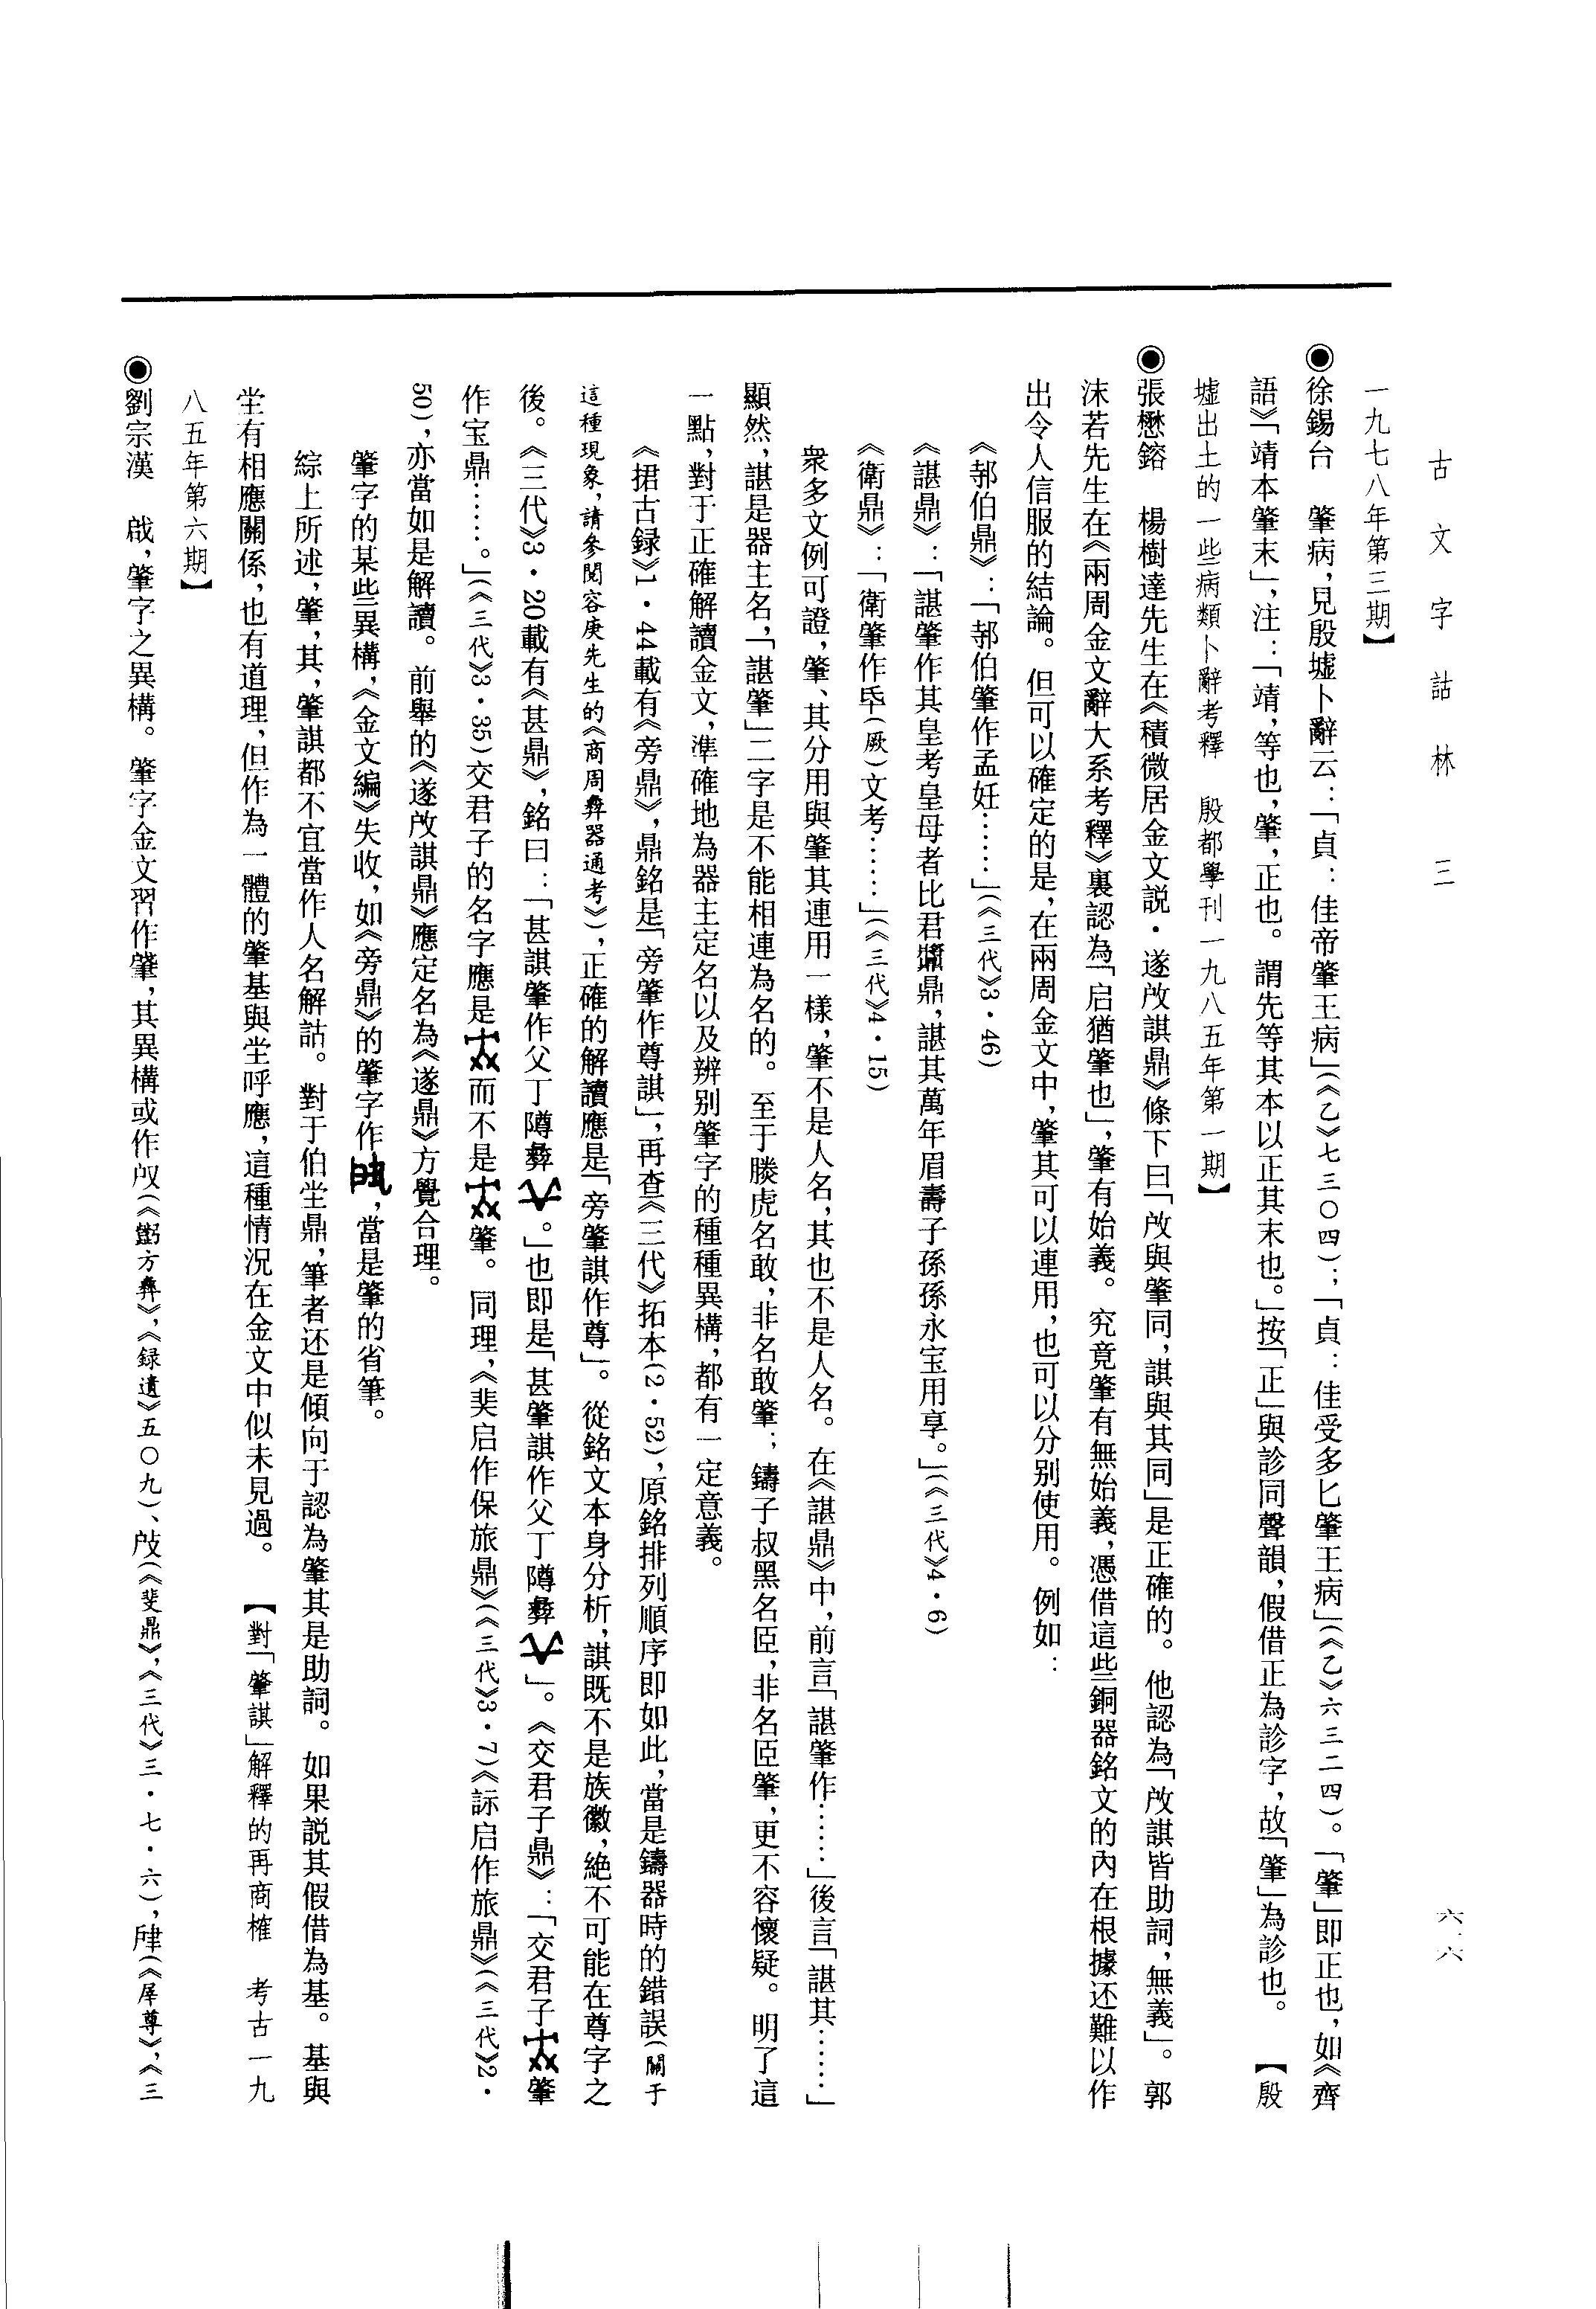 古文字詁林 三
六一六
一九七八年第三期】
◉徐錫台 肇病，見殷墟卜辭云：「貞：隹帝肇王病」(《乙》七三〇四)；「貞：隹受多匕肇王病」(《乙》六三二四)。「肇」即正也，如《齊
語》「靖本肇末」，注：「靖，等也，肇，正也。謂先等其本以正其末也。」按「正」與診同聲韻，假借正為診字，故「肇」為診也。 【殷
墟出土的一些病類卜辭考釋 殷都學刊一九八五年第一期】
◉張懋鎔 楊樹達先生在《積微居金文説·遂啟諆鼎》條下曰「啟與肇同，諆與其同」是正確的。他認為「啟諆皆助詞，無義」。郭
沫若先生在《兩周金文辭大系考釋》裏認為「启猶肇也」，肇有始義。究竟肇有無始義，憑借這些銅器銘文的內在根據还難以作
出令人信服的結論。但可以確定的是，在兩周金文中，肇其可以連用，也可以分別使用。例如：
《邿伯鼎》：「邿伯肇作孟妊……」(《三代》3·46)
《諶鼎》：「諶肇作其皇考皇母者比君鼎，諶其萬年眉壽子孫孫永宝用享。」(《三代》4·6)
《衛鼎》：「衛肇作氒(厥)文考……」(《三代》4·15)
衆多文例可證，肇、其分用與肇其連用一樣，肇不是人名，其也不是人名。在《諶鼎》中，前言「諶肇作……」後言「諶其……」
顯然，諶是器主名，「諶肇」二字是不能相連為名的。至于滕虎名敢，非名敢肇；鑄子叔黑名𦣞，非名𦣞肇，更不容懷疑。明了這
一點，對于正確解讀金文，準確地為器主定名以及辨別肇字的種種異構，都有一定意義。
《捃古録》1·44載有《旁鼎》，鼎銘是「旁肇作尊諆」，再查《三代》拓本(2·52)，原銘排列順序即如此，當是鑄器時的錯誤(關于
這種現象，請參閱容庚先生的《商周彝器通考》)，正確的解讀應是「旁肇諆作尊」。從銘文本身分析，諆既不是族徽，絶不可能在尊字之
後。《三代》3·20載有《甚鼎》，銘曰：「甚諆肇作父丁障彝。」也即是「甚肇諆作父丁障彝」。《交君子鼎》：「交君子肇
作宝鼎……。」(《三代》3·35)交君子的名字應是而不是肇。同理，《䨣启作保旅鼎》(《三代》3·7)《䛁启作旅鼎》(《三代》2·
50)，亦當如是解讀。前舉的《遂啟諆鼎》應定名為《遂鼎》方覺合理。
肇字的某些異構，《金文編》失收，如《旁鼎》的肇字作，當是肇的省筆。
綜上所述，肇，其，肇諆都不宜當作人名解詁。對于伯坒鼎，筆者还是傾向于認為肇其是助詞。如果説其假借為基。基與
坒有相應關係，也有道理，但作為一體的肇基與坒呼應，這種情況在金文中似未見過。 【對「肇諆」解釋的再商榷 考古一九
八五年第六期】
◉劉宗漢 啟，肇字之異構。肇字金文習作肇，其異構或作𢼄(《方彝》，《録遺》五〇九)、𢼄(《斐鼎》，《三代》三·七·六)，肁(《犀尊》，《三